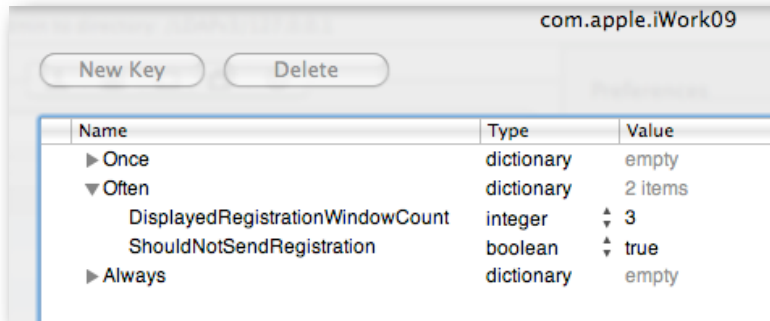 com.apple.iWork09
New Key Delete
Preferences
Name Type Value
Once dictionary empty
Often dictionary 2 items
DisplayedRegistrationWindowCount integer 3
ShouldNotSendRegistration boolean true
Always dictionary empty